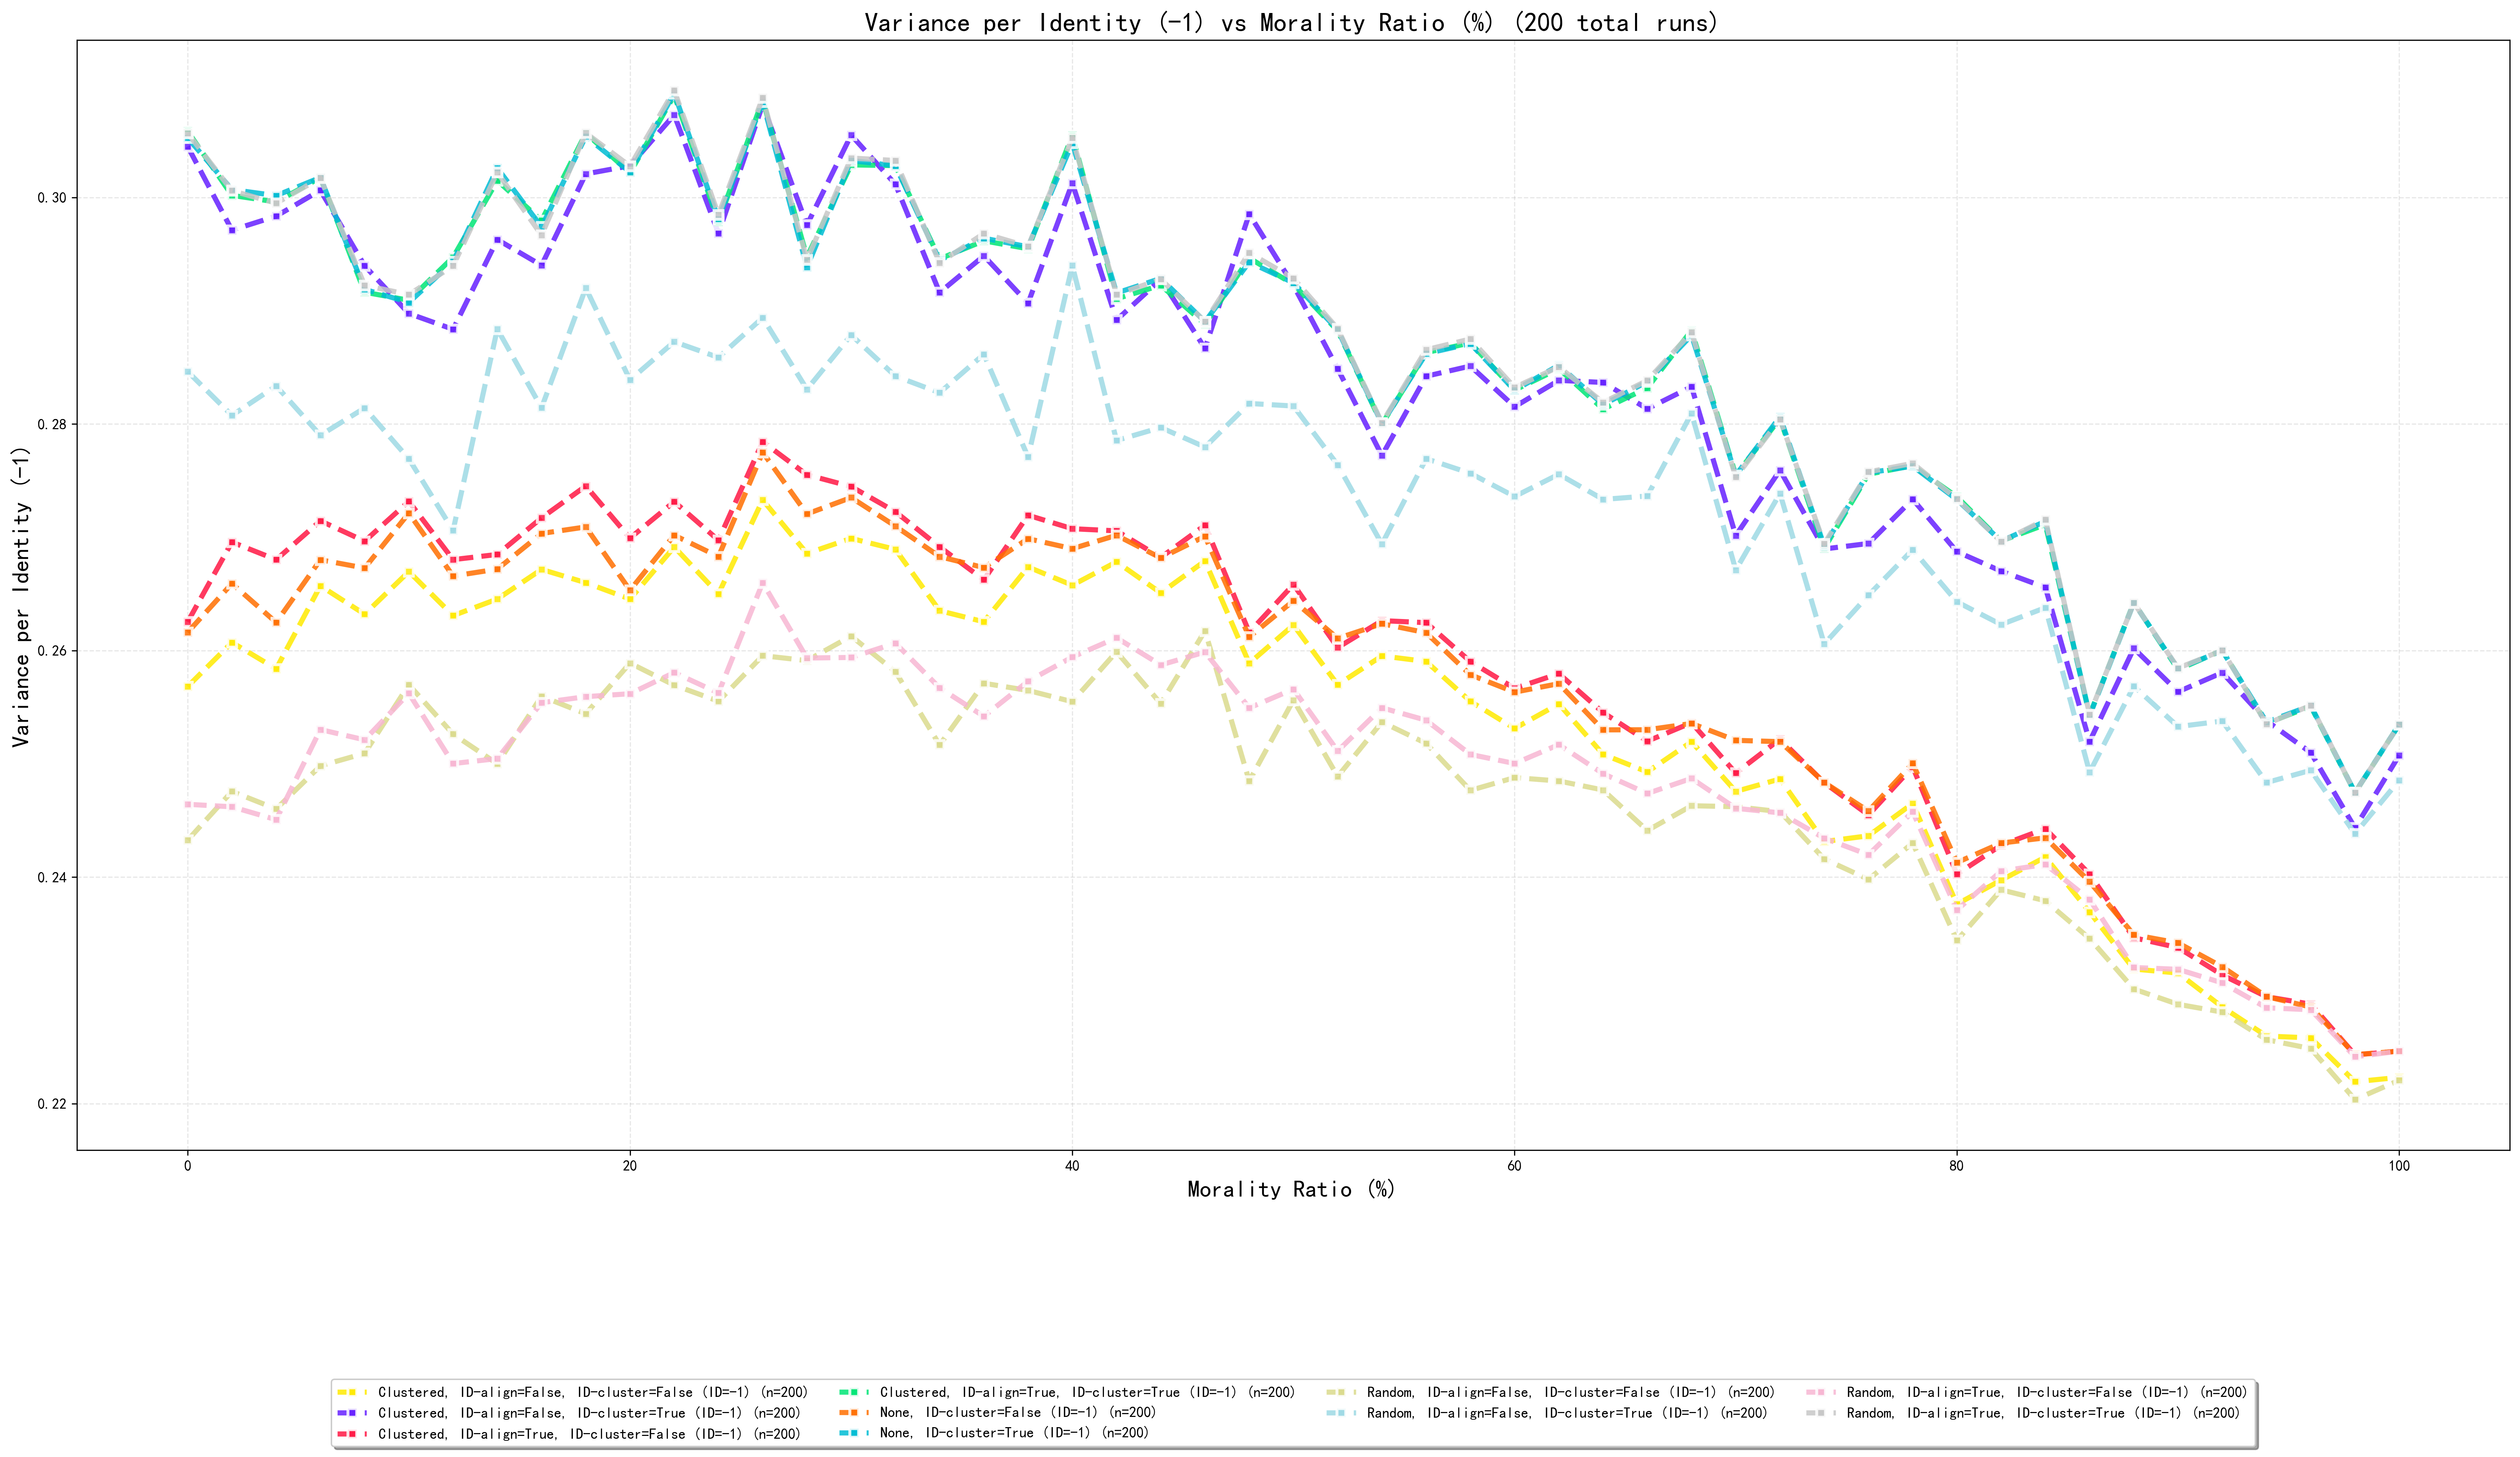 Variance per Identity (-1) vs Morality Ratio (%) (200 total runs)
Variance per Identity (-1)
0.30
0.28
0.26
0.24
0.22
0
20
40
60
80
100
Morality Ratio (%)
Clustered, ID-align=False, ID-cluster=False (ID=-1) (n=200)
Clustered, ID-align=False, ID-cluster=True (ID=-1) (n=200)
Clustered, ID-align=True, ID-cluster=False (ID=-1) (n=200)
Clustered, ID-align=True, ID-cluster=True (ID=-1) (n=200)
None, ID-cluster=False (ID=-1) (n=200)
None, ID-cluster=True (ID=-1) (n=200)
Random, ID-align=False, ID-cluster=False (ID=-1) (n=200)
Random, ID-align=False, ID-cluster=True (ID=-1) (n=200)
Random, ID-align=True, ID-cluster=False (ID=-1) (n=200)
Random, ID-align=True, ID-cluster=True (ID=-1) (n=200)